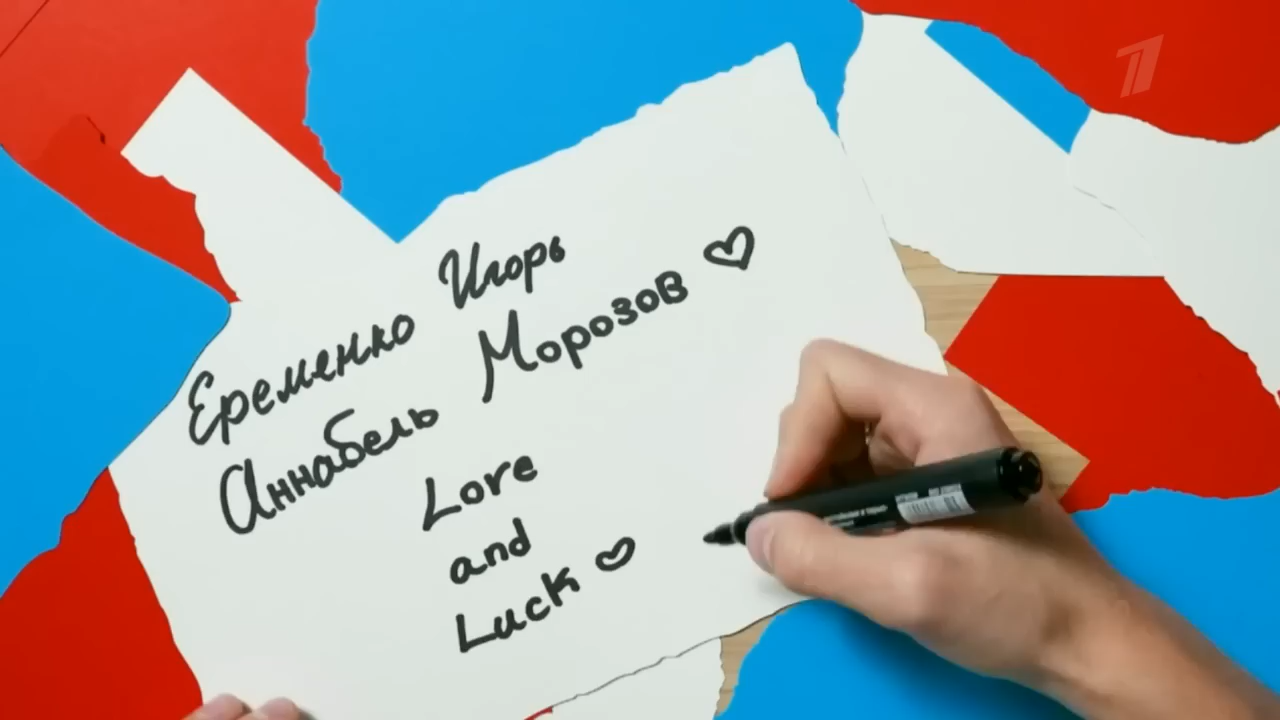 Еременко Игорь
Аннабель Морозов ♡
Love
and
Luck ♡